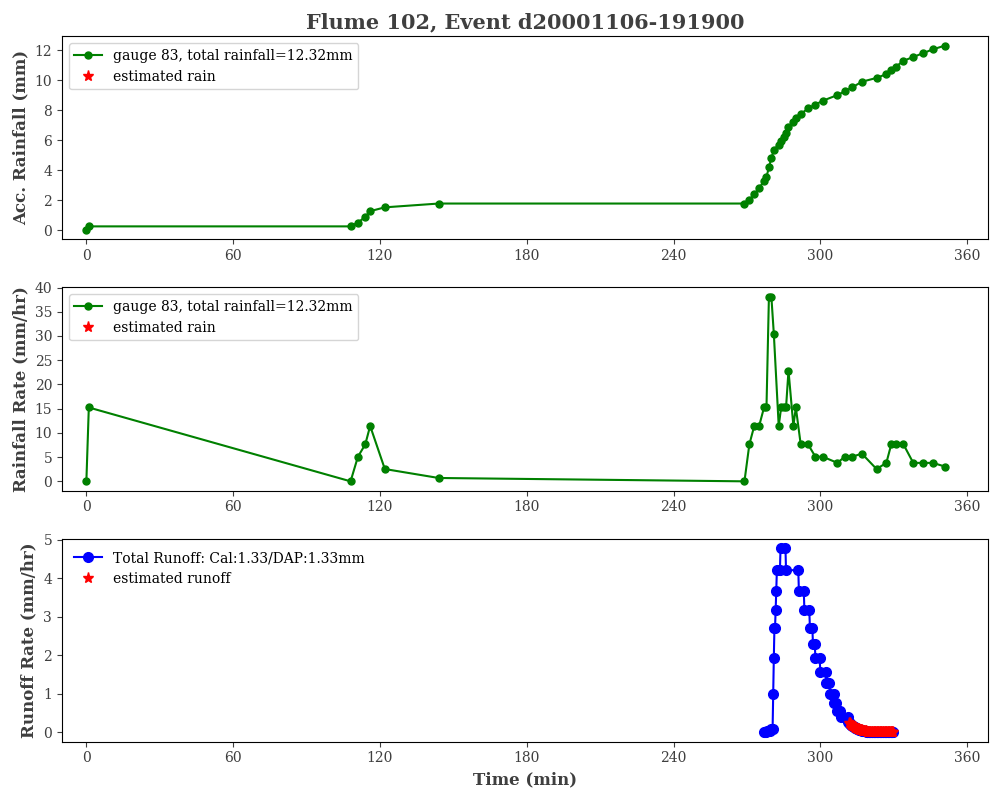 Flume 102, Event d20001106-191900
Acc. Rainfall (mm)
12
10
8
6
4
2
0
gauge 83, total rainfall=12.32mm
estimated rain
0 60 120 180 240 300 360
Rainfall Rate (mm/hr)
40
35
30
25
20
15
10
5
0
gauge 83, total rainfall=12.32mm
estimated rain
0 60 120 180 240 300 360
Runoff Rate (mm/hr)
5
4
3
2
1
0
Total Runoff: Cal:1.33/DAP:1.33mm
estimated runoff
0 60 120 180 240 300 360
Time (min)